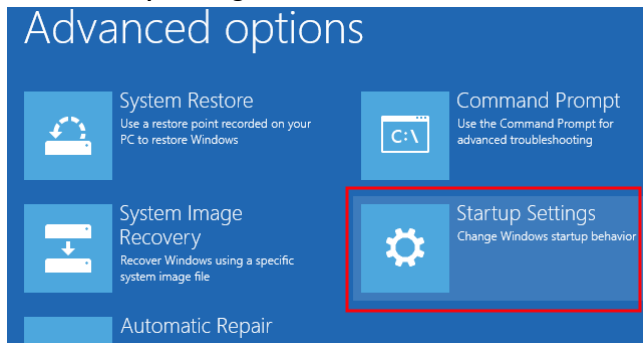 Advanced options
System Restore
Use a restore point recorded on your
PC to restore Windows
Command Prompt
Use the Command Prompt for
advanced troubleshooting
C:\
System Image
Recovery
Recover Windows using a specific
system image file
Startup Settings
Change Windows startup behavior
Automatic Repair